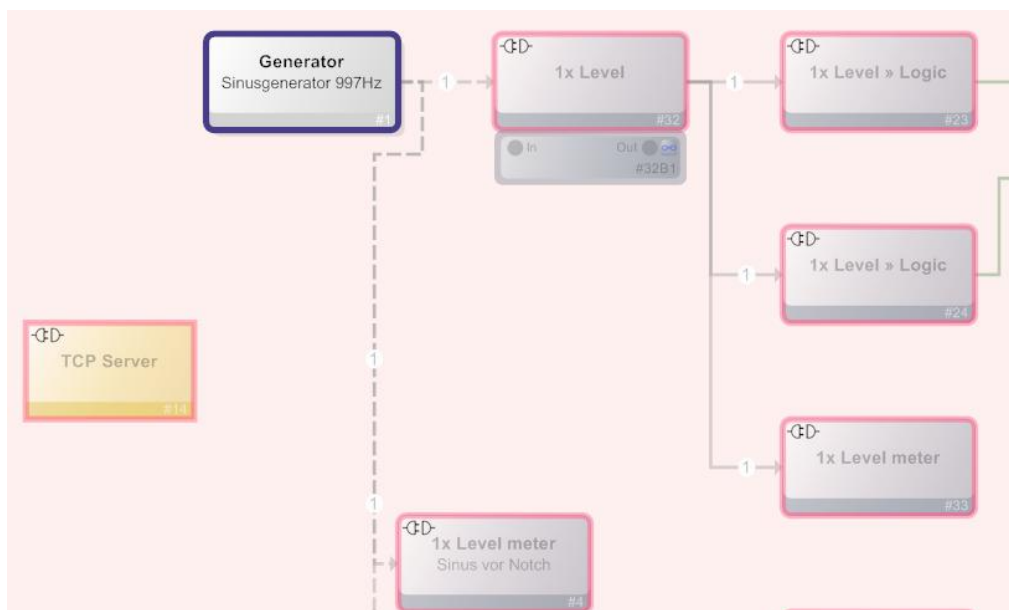 Generator
Sinusgenerator 997Hz
#1
1
1x Level
#32
In
Out
#32B1
1
1x Level » Logic
#23
1
1x Level » Logic
#24
TCP Server
#14
1
1
1x Level meter
#33
1
1x Level meter
Sinus vor Notch
#4